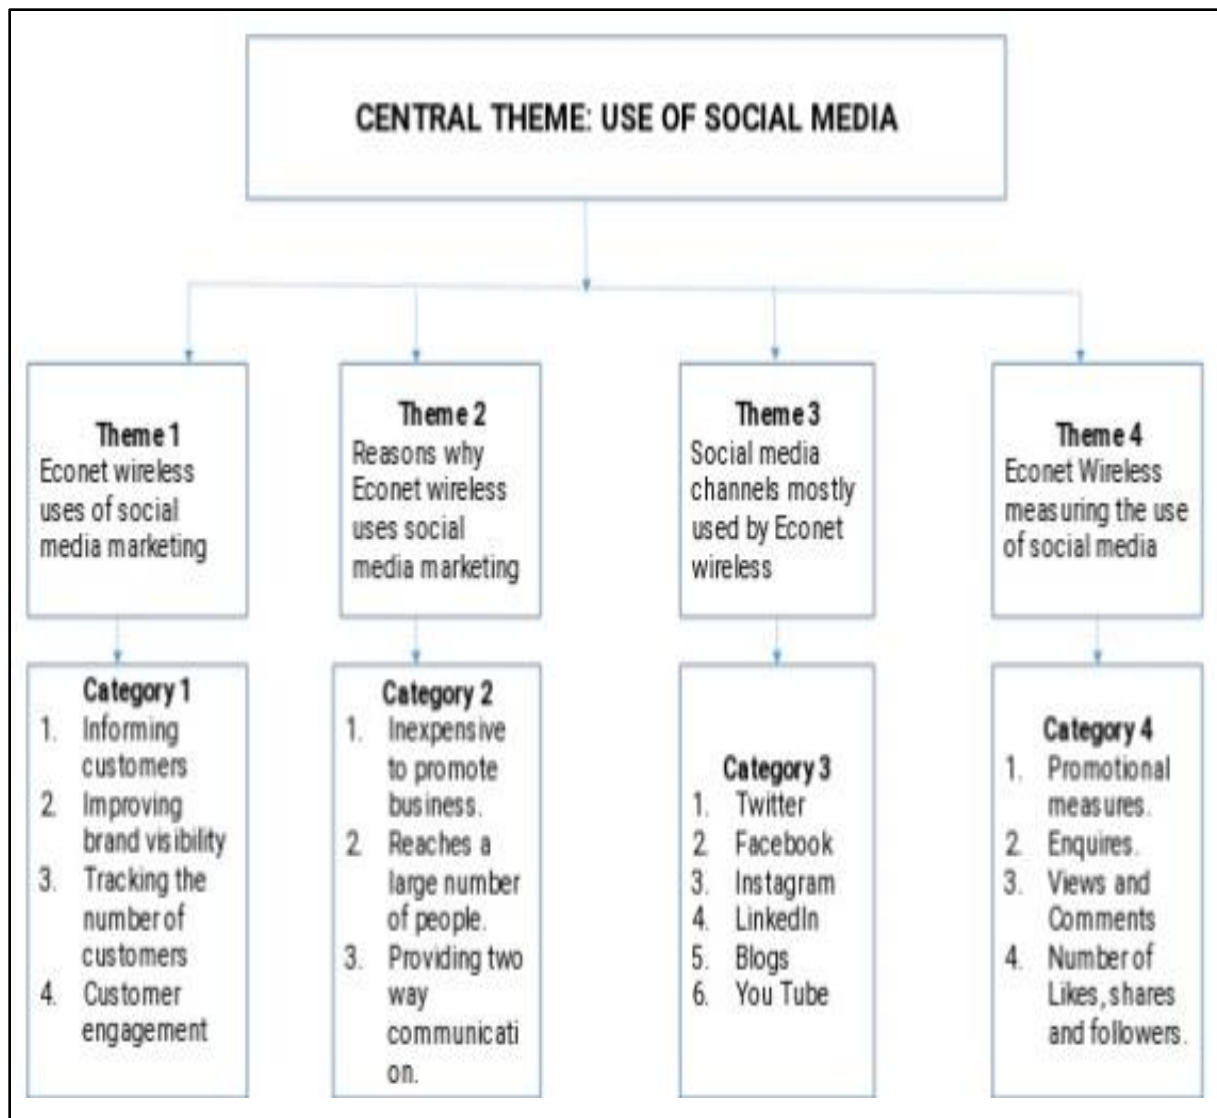 CENTRAL THEME: USE OF SOCIAL MEDIA
Theme 1
Econet wireless
uses of social
media marketing
Theme 2
Reasons why
Econet wireless
uses social
media marketing
Theme 3
Social media
channels mostly
used by Econet
wireless
Theme 4
Econet Wireless
measuring the use
of social media
Category 1
1. Informing
customers
2. Improving
brand visibility
3. Tracking the
number of
customers
4. Customer
engagement
Category 2
1. Inexpensive
to promote
business.
2. Reaches a
large number
of people.
3. Providing two
way
communicati
on.
Category 3
1. Twitter
2. Facebook
3. Instagram
4. LinkedIn
5. Blogs
6. You Tube
Category 4
1. Promotional
measures.
2. Enquires.
3. Views and
Comments
4. Number of
Likes, shares
and followers.